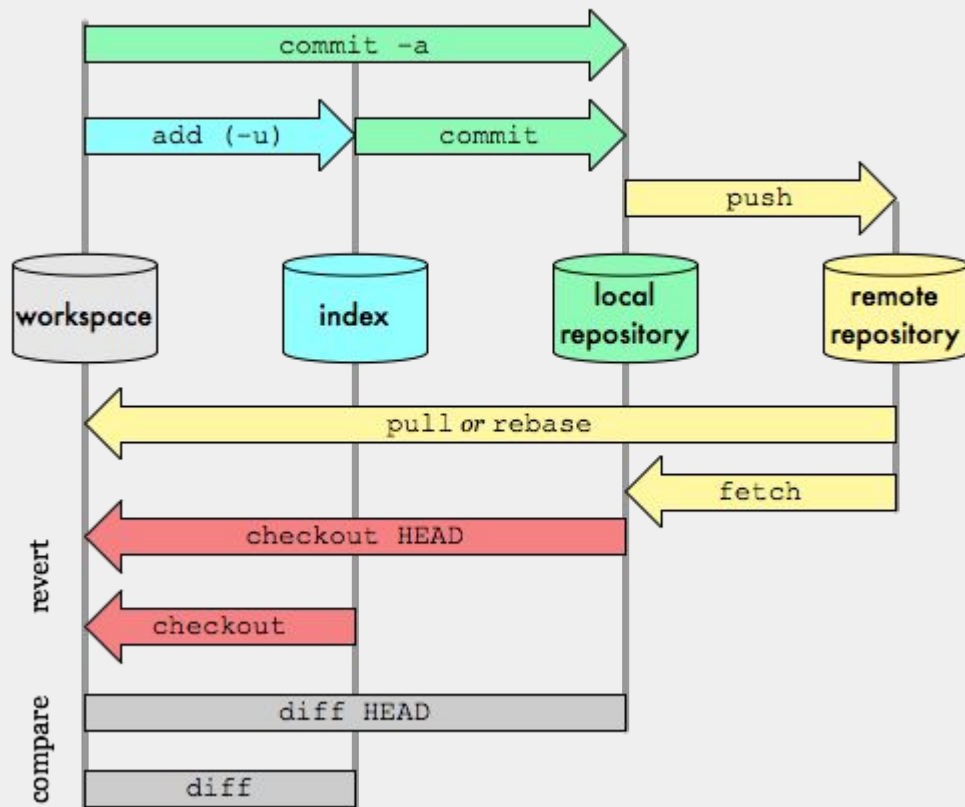 commit -a
add (-u)
commit
push
workspace
index
local
repository
remote
repository
pull or rebase
fetch
revert
checkout HEAD
checkout
compare
diff HEAD
diff